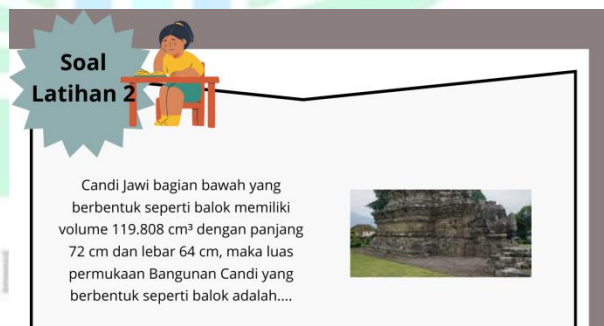 Soal
Latihan 2
Candi Jawi bagian bawah yang
berbentuk seperti balok memiliki
volume 119.808 cm³ dengan panjang
72 cm dan lebar 64 cm, maka luas
permukaan Bangunan Candi yang
berbentuk seperti balok adalah....